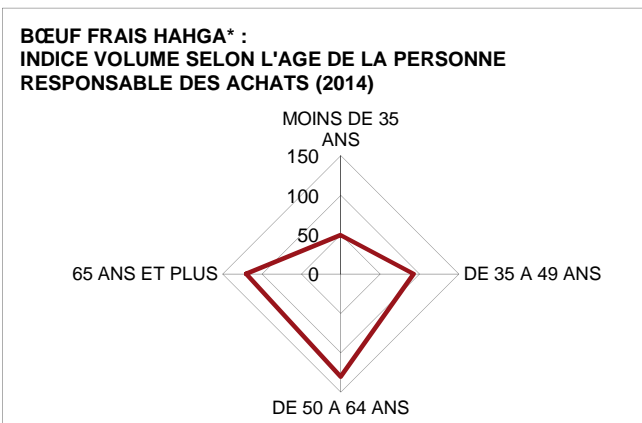 BŒUF FRAIS HAHGA* :
INDICE VOLUME SELON L'AGE DE LA PERSONNE
RESPONSABLE DES ACHATS (2014)
MOINS DE 35
ANS
150
100
50
0
65 ANS ET PLUS
DE 35 A 49 ANS
DE 50 A 64 ANS